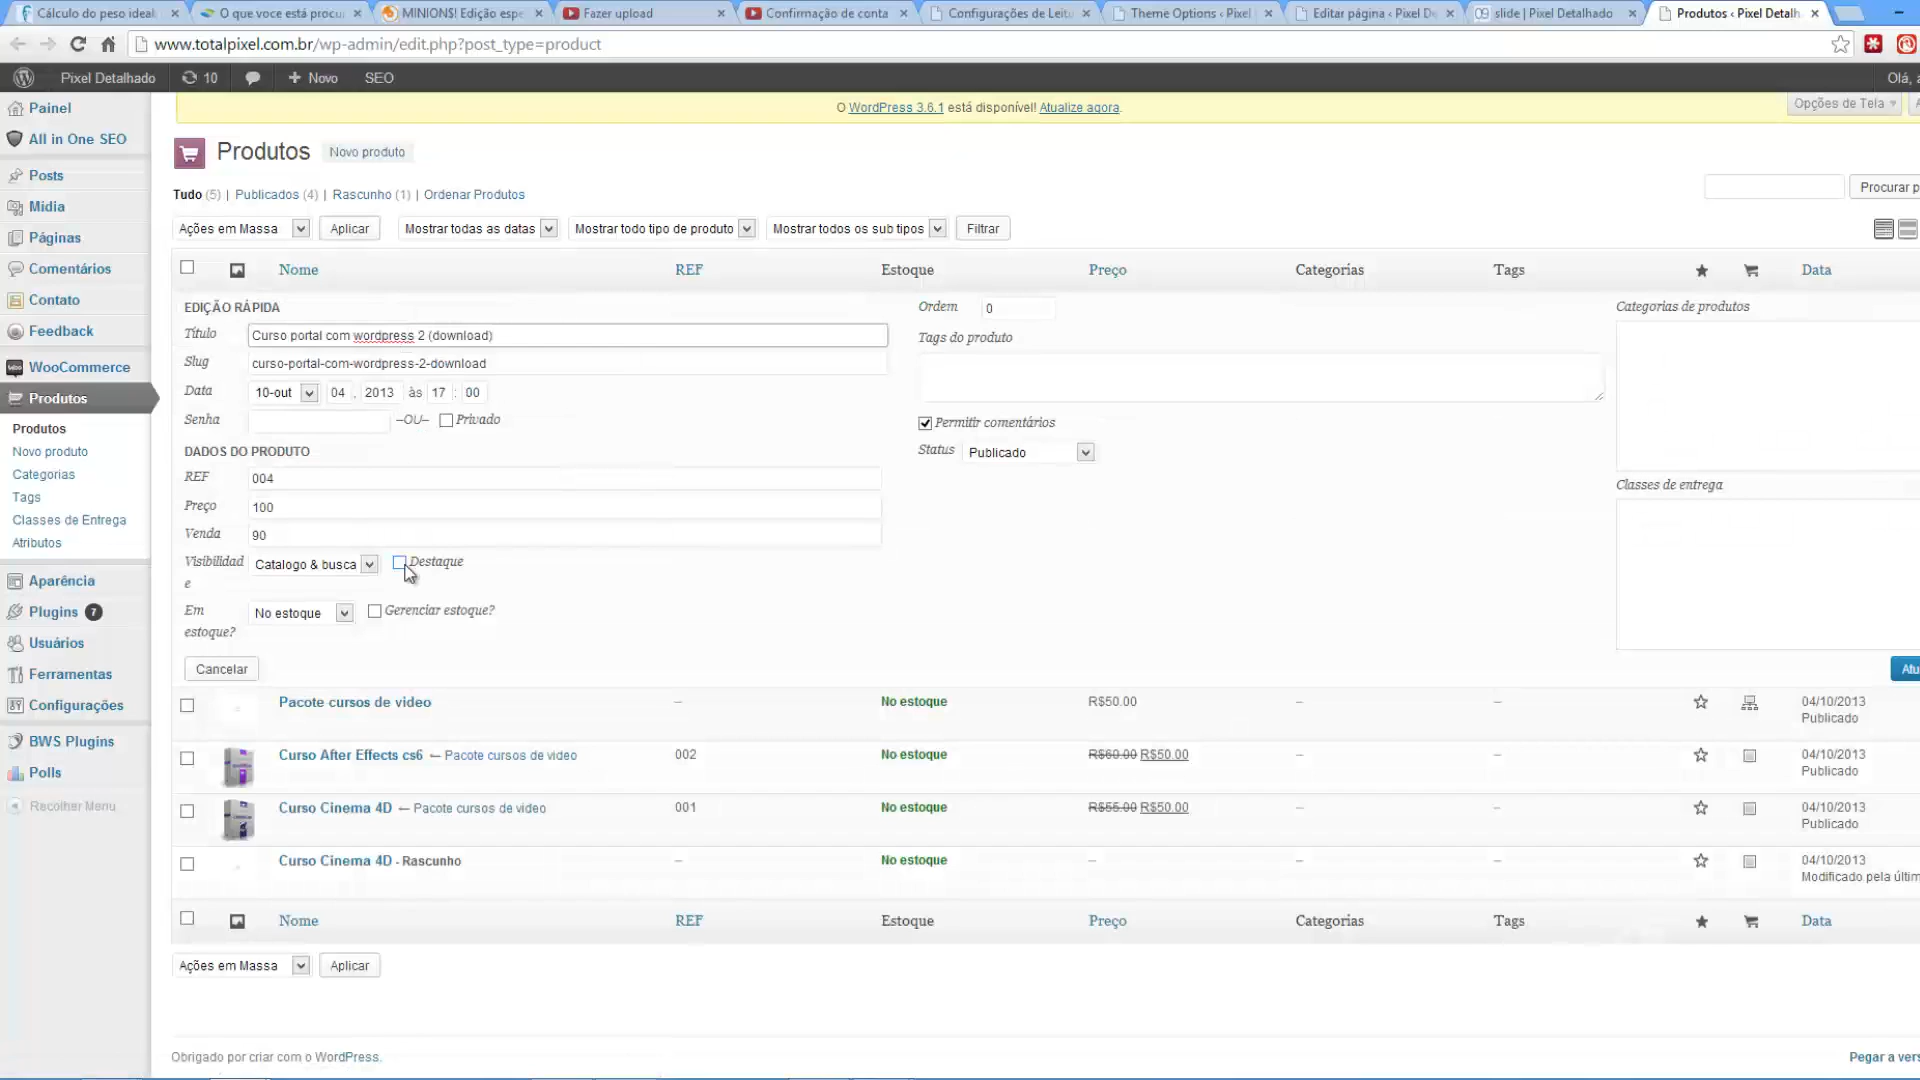 Cálculo do peso ideal
O que voce está procu
MINIONS! Edição espe
Fazer upload
Confirmação de conta
Configurações de Leitu
Theme Options ‹ Pixel
Editar página ‹ Pixel De
slide | Pixel Detalhado
Produtos ‹ Pixel Detalh
www.totalpixel.com.br/wp-admin/edit.php?post_type=product
Pixel Detalhado
10
Novo
SEO
Olá,
O WordPress 3.6.1 está disponível! Atualize agora.
Opções de Tela
Painel
All in One SEO
Posts
Mídia
Páginas
Comentários
Contato
Feedback
WooCommerce
Produtos
Produtos
Novo produto
Categorias
Tags
Classes de Entrega
Atributos
Aparência
Plugins 7
Usuários
Ferramentas
Configurações
BWS Plugins
Polls
Recolher Menu
Produtos Novo produto
Tudo (5) | Publicados (4) | Rascunho (1) | Ordenar Produtos
Procurar p
Ações em Massa Aplicar Mostrar todas as datas Mostrar todo tipo de produto Mostrar todos os sub tipos Filtrar
Nome REF Estoque Preço Categorias Tags Data
EDIÇÃO RÁPIDA
Título Curso portal com wordpress 2 (download)
Slug curso-portal-com-wordpress-2-download
Data 10-out 04 , 2013 às 17 : 00
Senha –OU– Privado
DADOS DO PRODUTO
REF 004
Preço 100
Venda 90
Visibilidad
e
Catalogo & busca Destaque
Em
estoque?
No estoque Gerenciar estoque?
Ordem 0
Tags do produto
Permitir comentários
Status Publicado
Categorias de produtos
Classes de entrega
Cancelar
Atu
Pacote cursos de video – No estoque R$50.00 – – 04/10/2013
Publicado
Curso After Effects cs6 ← Pacote cursos de video 002 No estoque R$60.00 R$50.00 – – 04/10/2013
Publicado
Curso Cinema 4D ← Pacote cursos de video 001 No estoque R$55.00 R$50.00 – – 04/10/2013
Publicado
Curso Cinema 4D - Rascunho – No estoque – – – 04/10/2013
Modificado pela últim
Nome REF Estoque Preço Categorias Tags Data
Ações em Massa Aplicar
Obrigado por criar com o WordPress.
Pegar a vers